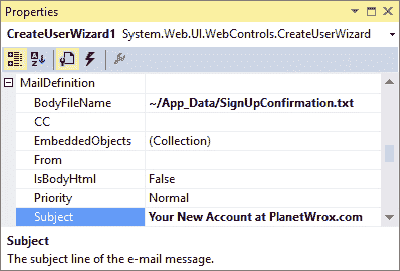 Properties
CreateUserWizard1 System.Web.UI.WebControls.CreateUserWizard
MailDefinition
BodyFileName ~/App_Data/SignUpConfirmation.txt
CC
EmbeddedObjects (Collection)
From
IsBodyHtml False
Priority Normal
Subject Your New Account at PlanetWrox.com
Subject
The subject line of the e-mail message.